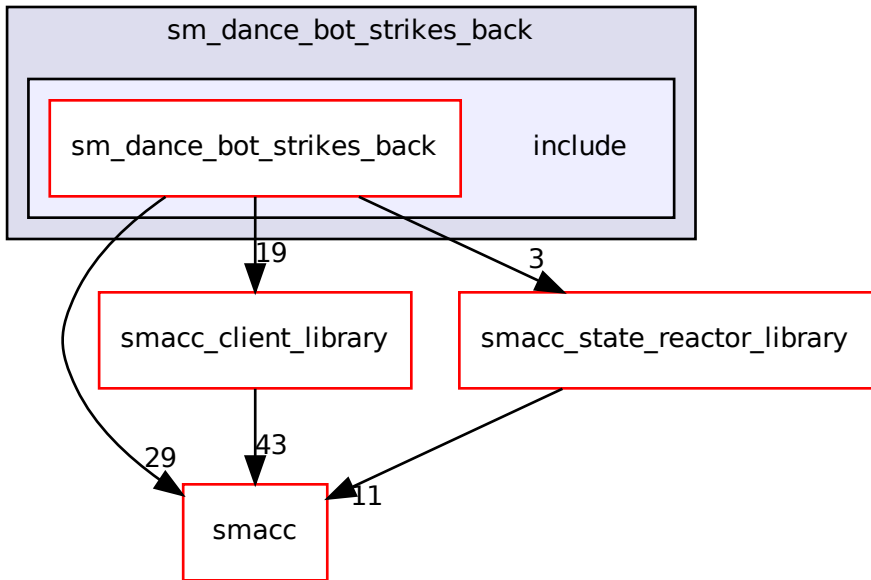 sm_dance_bot_strikes_back
sm_dance_bot_strikes_back
include
19
3
smacc_client_library
smacc_state_reactor_library
29
43
11
smacc